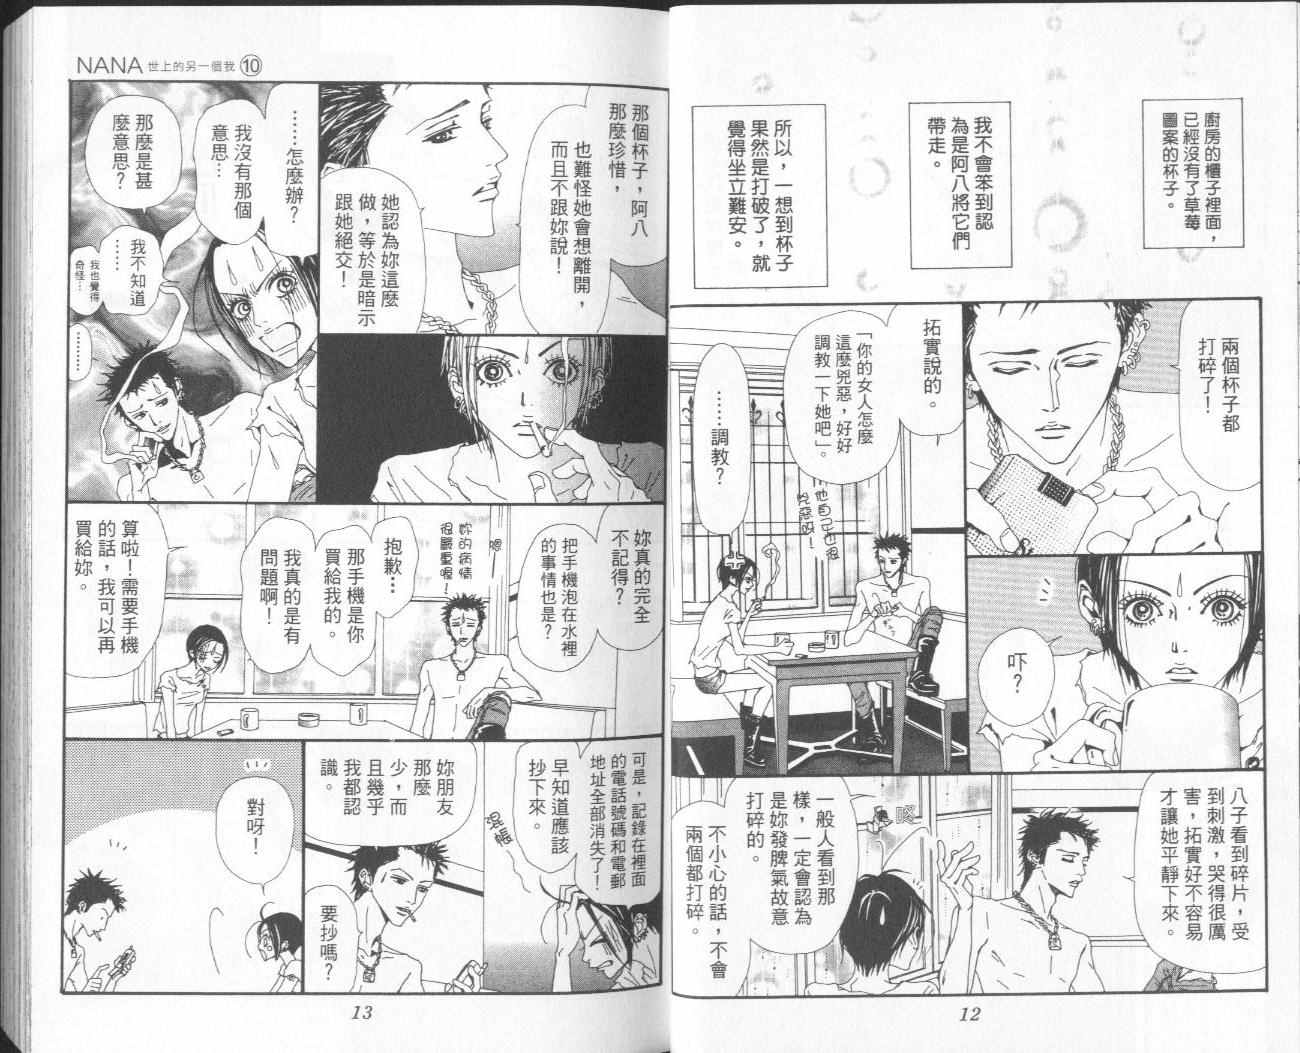 廚房的櫃子裡面，
已經沒有了草莓
圖案的杯子。
我不會笨到認
為是阿八將它們
帶走。
所以，一想到杯子
果然是打破了，就
覺得坐立難安。
兩個杯子都
打碎了！
吓？
拓實說的。
「你的女人怎麼
這麼兇惡，好好
調教一下她吧」。
他自己也很
兇惡呀！
……調教？
八子看到碎片，受
到刺激，哭得很厲
害，拓實好不容易
才讓她平靜下來。
一般人看到那
樣，一定會認為
是妳發脾氣故意
打碎的。
不小心的話，不會
兩個都打碎。
12
NANA 世上的另一個我 ⑩
那個杯子，阿八
那麼珍惜，
也難怪她會想離開，
而且不跟妳說！
她認為妳這麼
做，等於是暗示
跟她絕交！
……怎麼辦？
我沒有那個
意思…
那麼是甚
麼意思？
我不知道
……
我也覺得
奇怪…
…………
妳真的完全
不記得？
把手機泡在水裡
的事情也是？
嗯…
妳的病情
很嚴重喔！
抱歉…
那手機是你
買給我的。
我真的是有
問題啊！
算啦！需要手機
的話，我可以再
買給妳。
可是，記錄在裡面
的電話號碼和電郵
地址全部消失了！
早知道應該
抄下來。
妳朋友
那麼
少，而
且幾乎
我都認
識。
要抄嗎？
對呀！
13